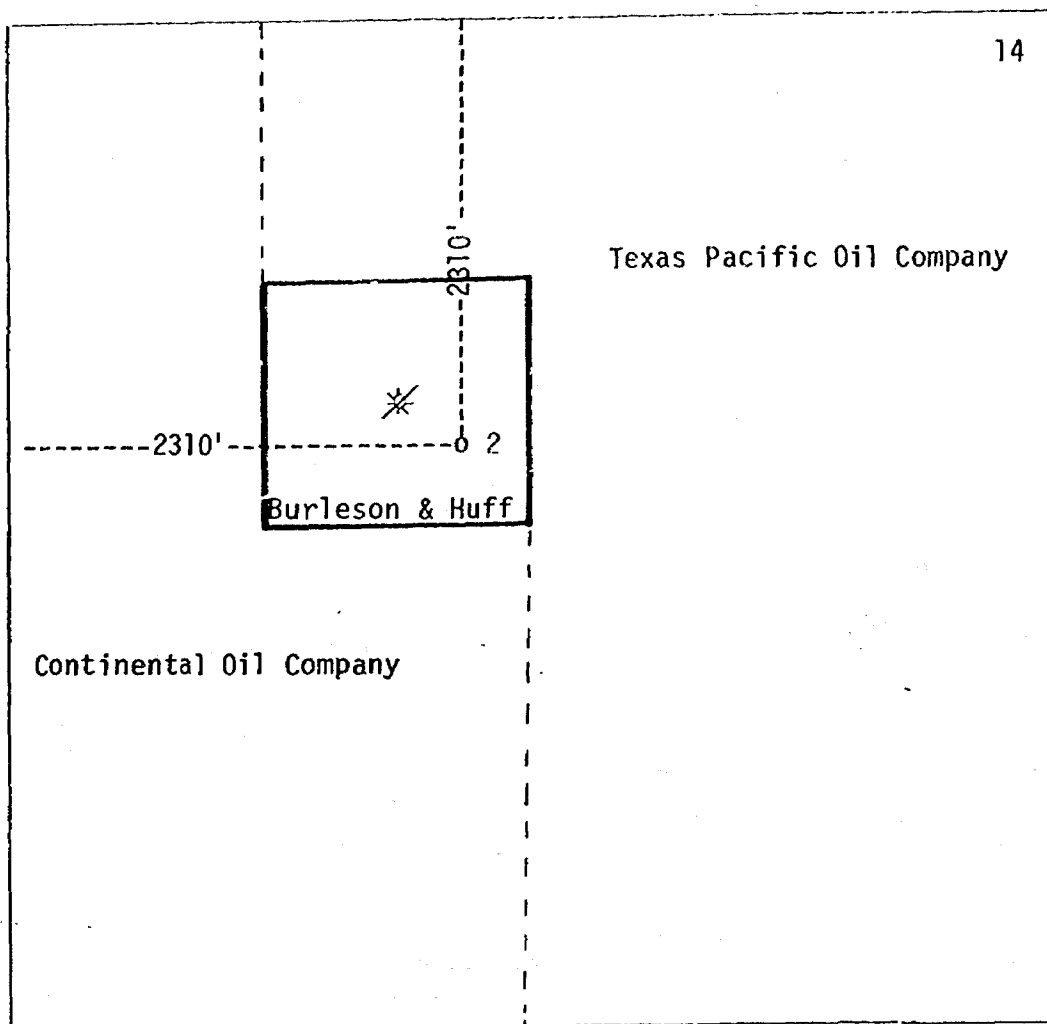 14
2310'
Texas Pacific Oil Company
2310'
2
Burleson & Huff
Continental Oil Company